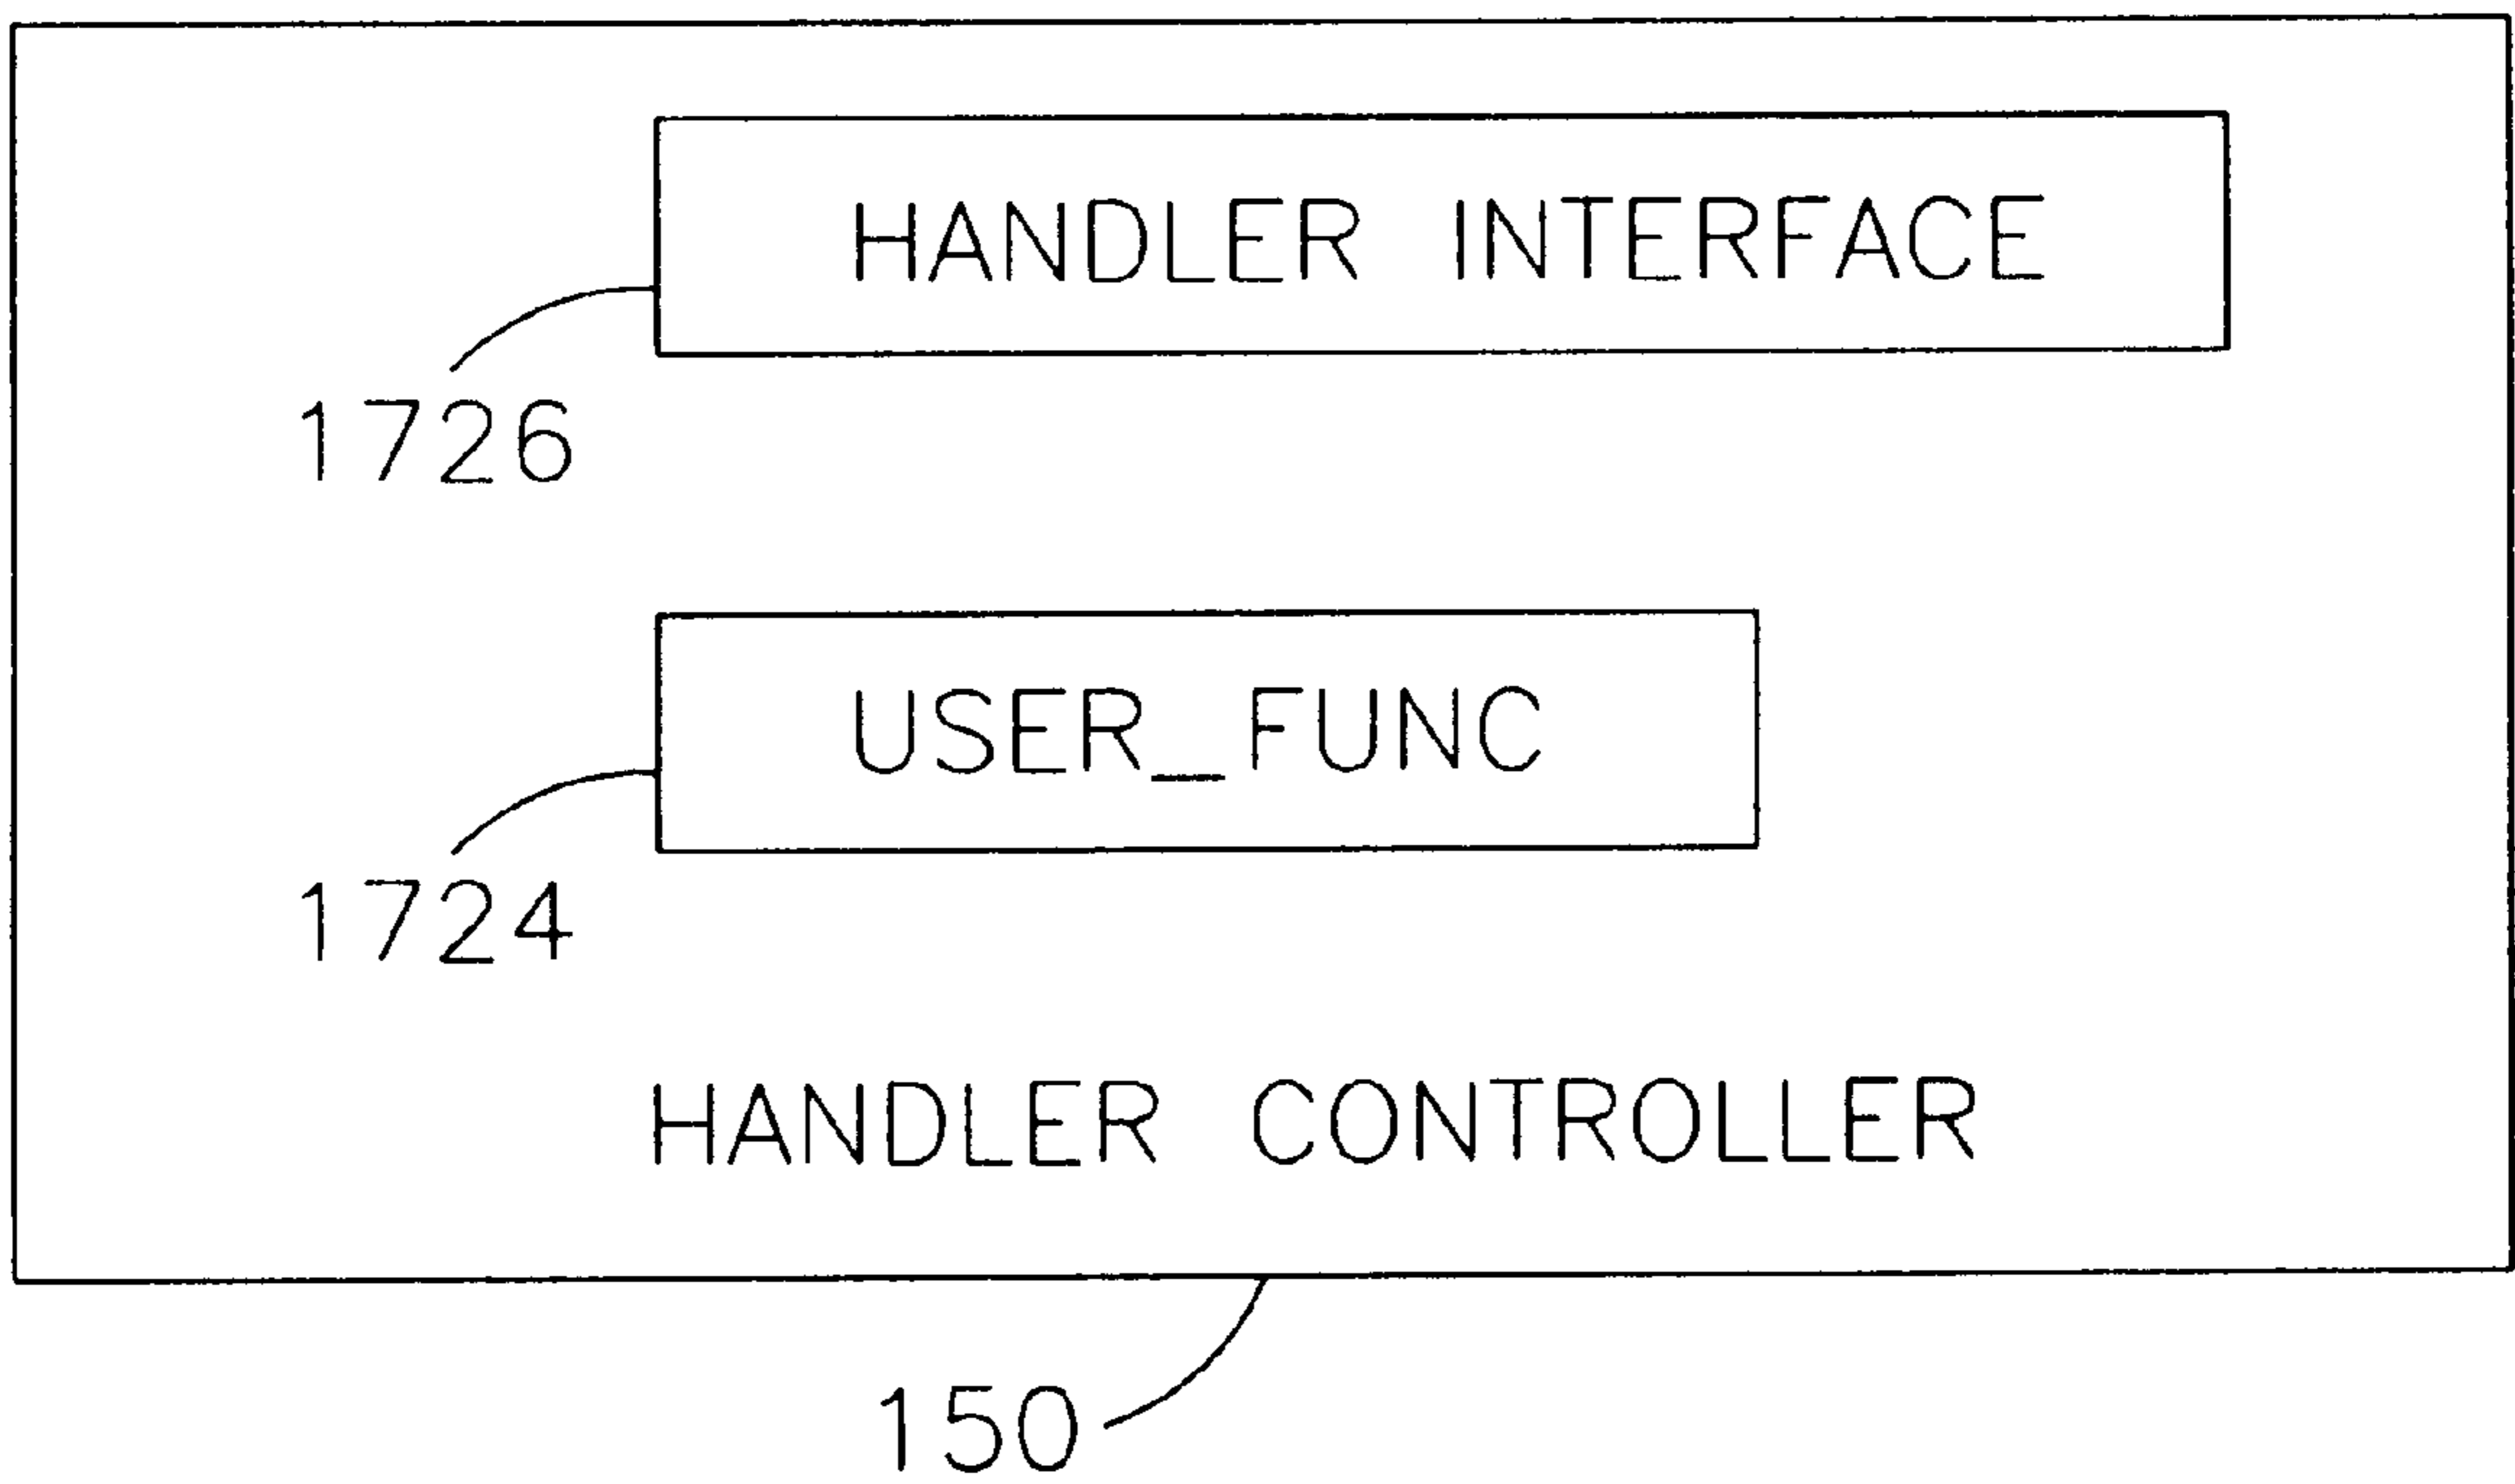 HANDLER INTERFACE
1726
USER_FUNC
1724
HANDLER CONTROLLER
150